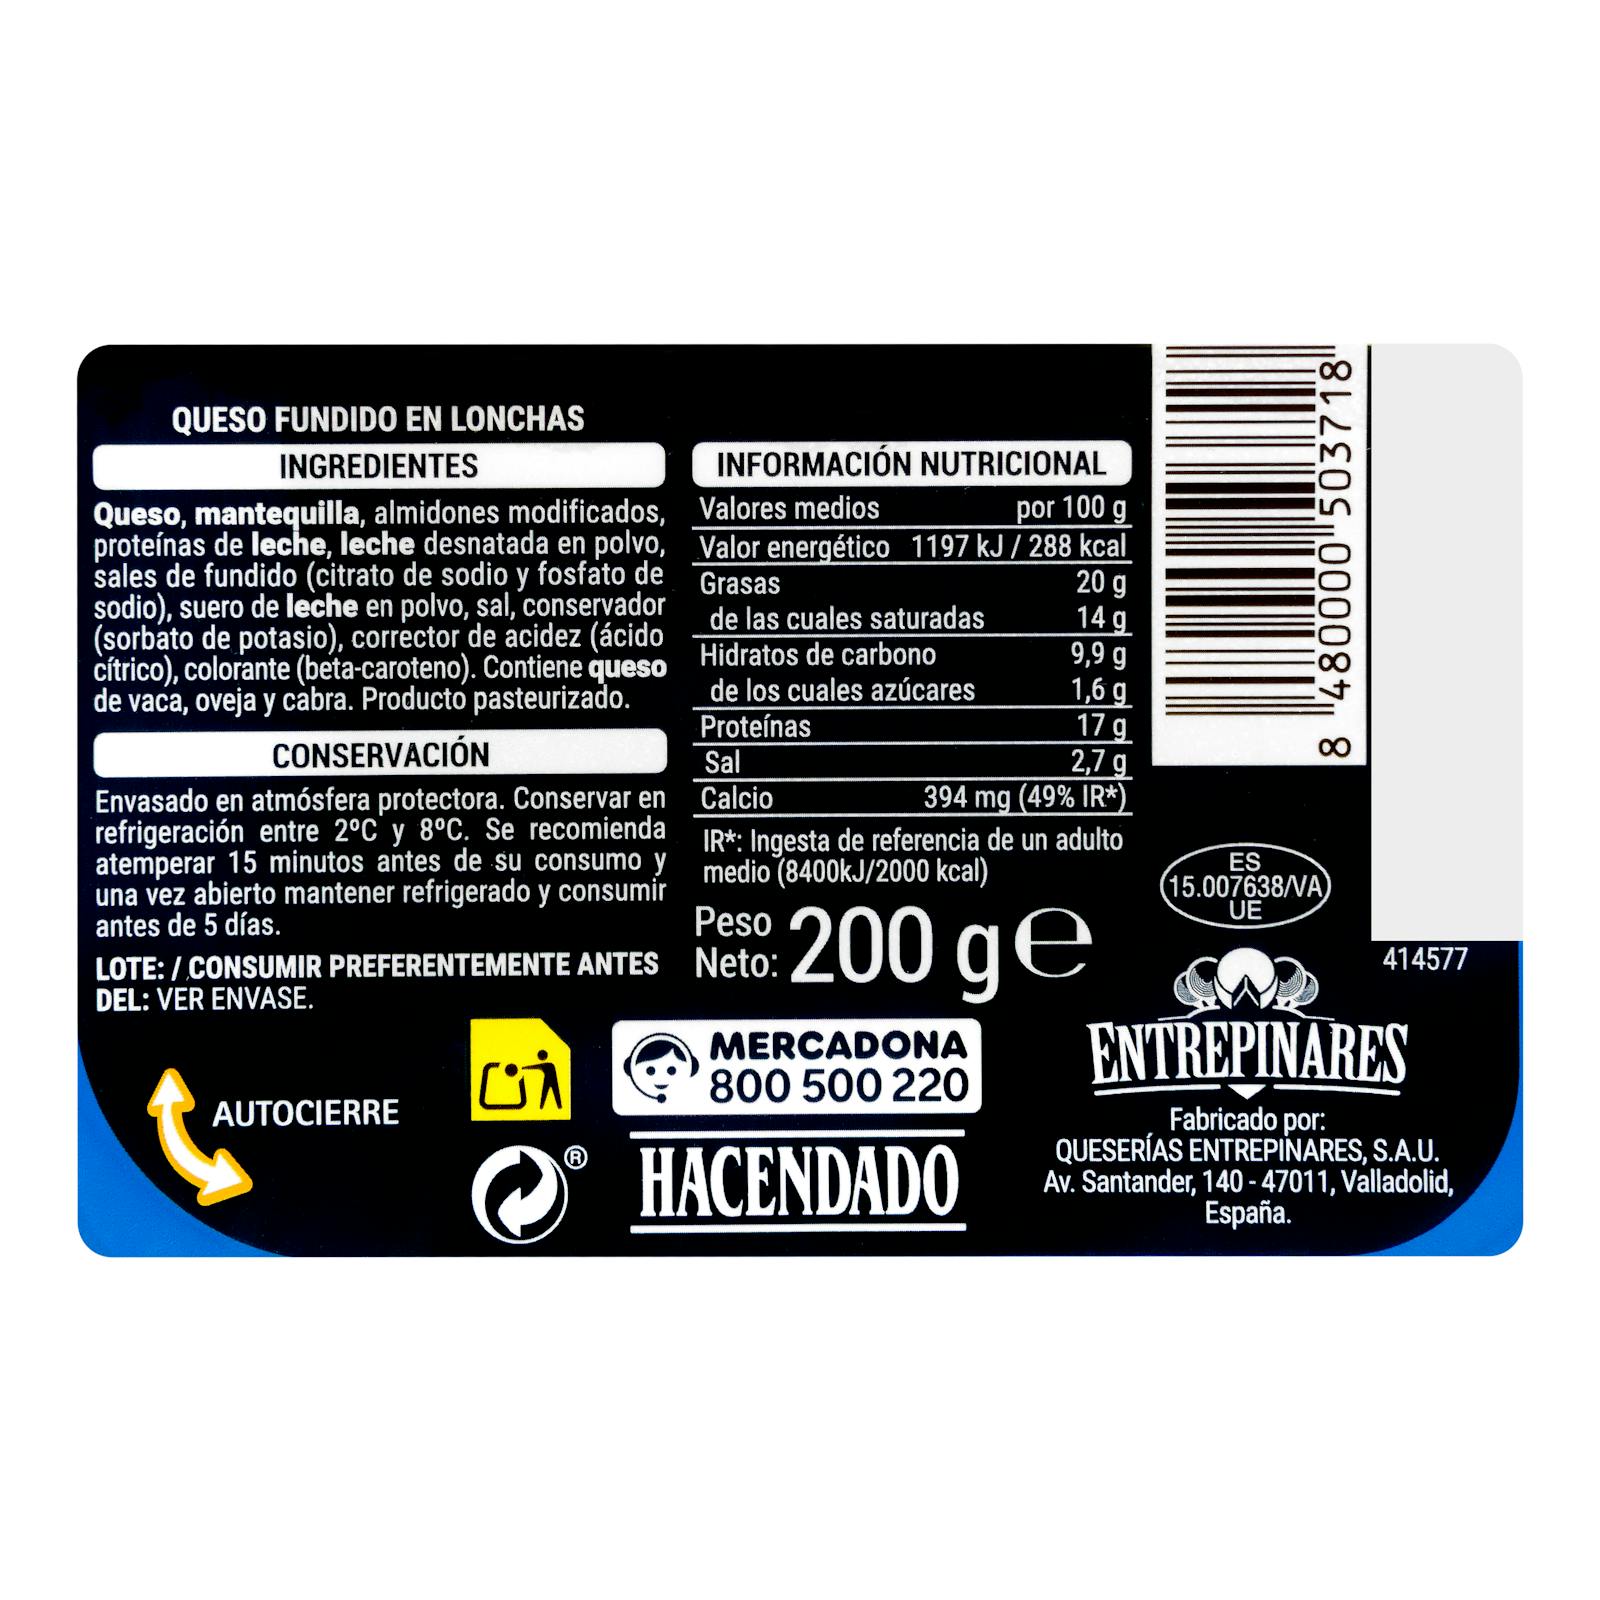 QUESO FUNDIDO EN LONCHAS
INGREDIENTES
Queso, mantequilla, almidones modificados,
proteínas de leche, leche desnatada en polvo,
sales de fundido (citrato de sodio y fosfato de
sodio), suero de leche en polvo, sal, conservador
(sorbato de potasio), corrector de acidez (ácido
cítrico), colorante (beta-caroteno). Contiene queso
de vaca, oveja y cabra. Producto pasteurizado.
CONSERVACIÓN
Envasado en atmósfera protectora. Conservar en
refrigeración entre 2ºC y 8ºC. Se recomienda
atemperar 15 minutos antes de su consumo y
una vez abierto mantener refrigerado y consumir
antes de 5 días.
LOTE: / CONSUMIR PREFERENTEMENTE ANTES
DEL: VER ENVASE.
AUTOCIERRE
INFORMACIÓN NUTRICIONAL
Valores medios por 100 g
Valor energético 1197 kJ / 288 kcal
Grasas 20 g
de las cuales saturadas 14 g
Hidratos de carbono 9,9 g
de los cuales azúcares 1,6 g
Proteínas 17 g
Sal 2,7 g
Calcio 394 mg (49% IR*)
IR*: Ingesta de referencia de un adulto
medio (8400kJ/2000 kcal)
Peso
Neto: 200 g e
MERCADONA
800 500 220
®
HACENDADO
8 480000 503718
ES
15.007638/VA
UE
414577
ENTREPINARES
Fabricado por:
QUESERÍAS ENTREPINARES, S.A.U.
Av. Santander, 140 - 47011, Valladolid,
España.